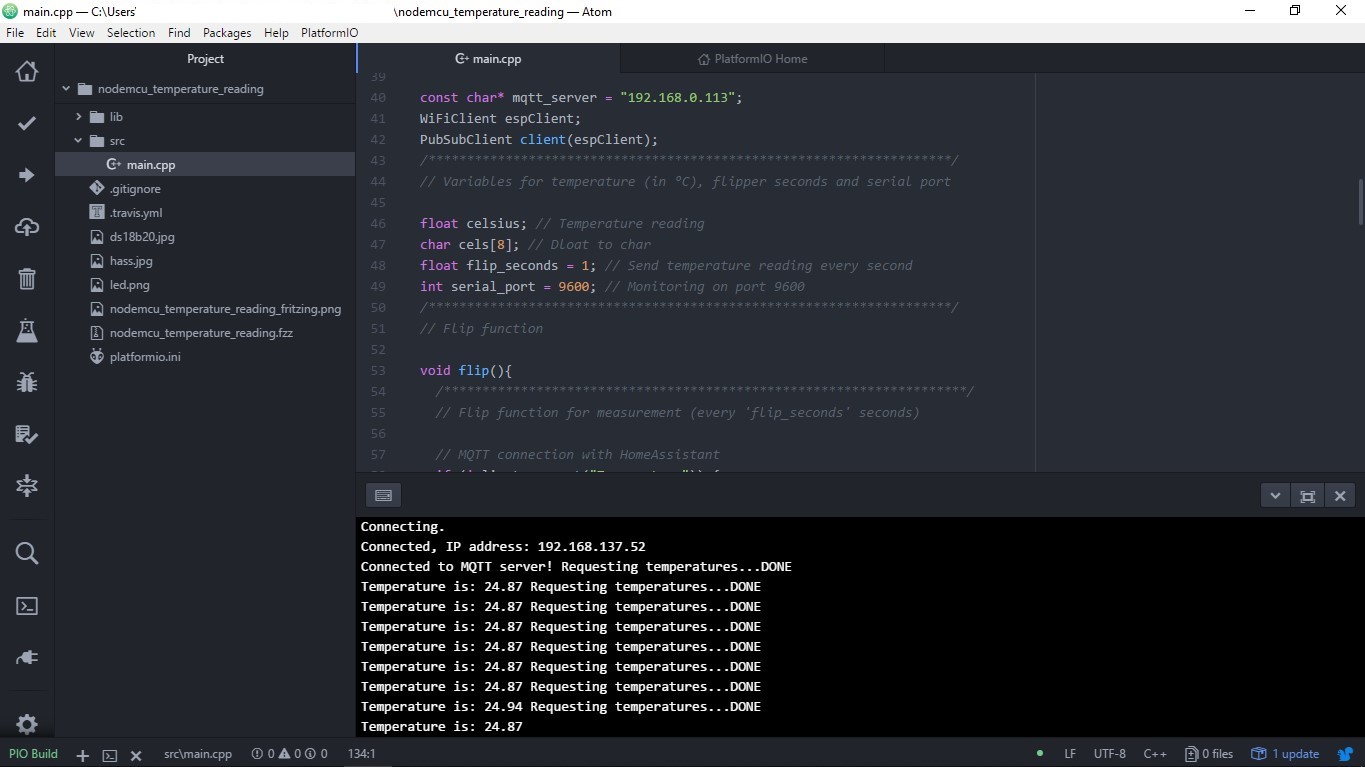 main.cpp — C:\Users' \nodemcu_temperature_reading — Atom
File Edit View Selection Find Packages Help PlatformIO
Project
nodemcu_temperature_reading
lib
src
main.cpp
.gitignore
.travis.yml
ds18b20.jpg
hass.jpg
led.png
nodemcu_temperature_reading_fritzing.png
nodemcu_temperature_reading.fzz
platformio.ini
main.cpp PlatformIO Home
39
40 const char* mqtt_server = "192.168.0.113";
41 WiFiClient espClient;
42 PubSubClient client(espClient);
43 /********************************************************************/
44 // Variables for temperature (in ºC), flipper seconds and serial port
45
46 float celsius; // Temperature reading
47 char cels[8]; // Dloat to char
48 float flip_seconds = 1; // Send temperature reading every second
49 int serial_port = 9600; // Monitoring on port 9600
50 /********************************************************************/
51 // Flip function
52
53 void flip(){
54 /********************************************************************/
55 // Flip function for measurement (every 'flip_seconds' seconds)
56
57 // MQTT connection with HomeAssistant
Connecting.
Connected, IP address: 192.168.137.52
Connected to MQTT server! Requesting temperatures...DONE
Temperature is: 24.87 Requesting temperatures...DONE
Temperature is: 24.87 Requesting temperatures...DONE
Temperature is: 24.87 Requesting temperatures...DONE
Temperature is: 24.87 Requesting temperatures...DONE
Temperature is: 24.87 Requesting temperatures...DONE
Temperature is: 24.87 Requesting temperatures...DONE
Temperature is: 24.94 Requesting temperatures...DONE
Temperature is: 24.87
PIO Build src\main.cpp 0 0 0 134:1 LF UTF-8 C++ 0 files 1 update